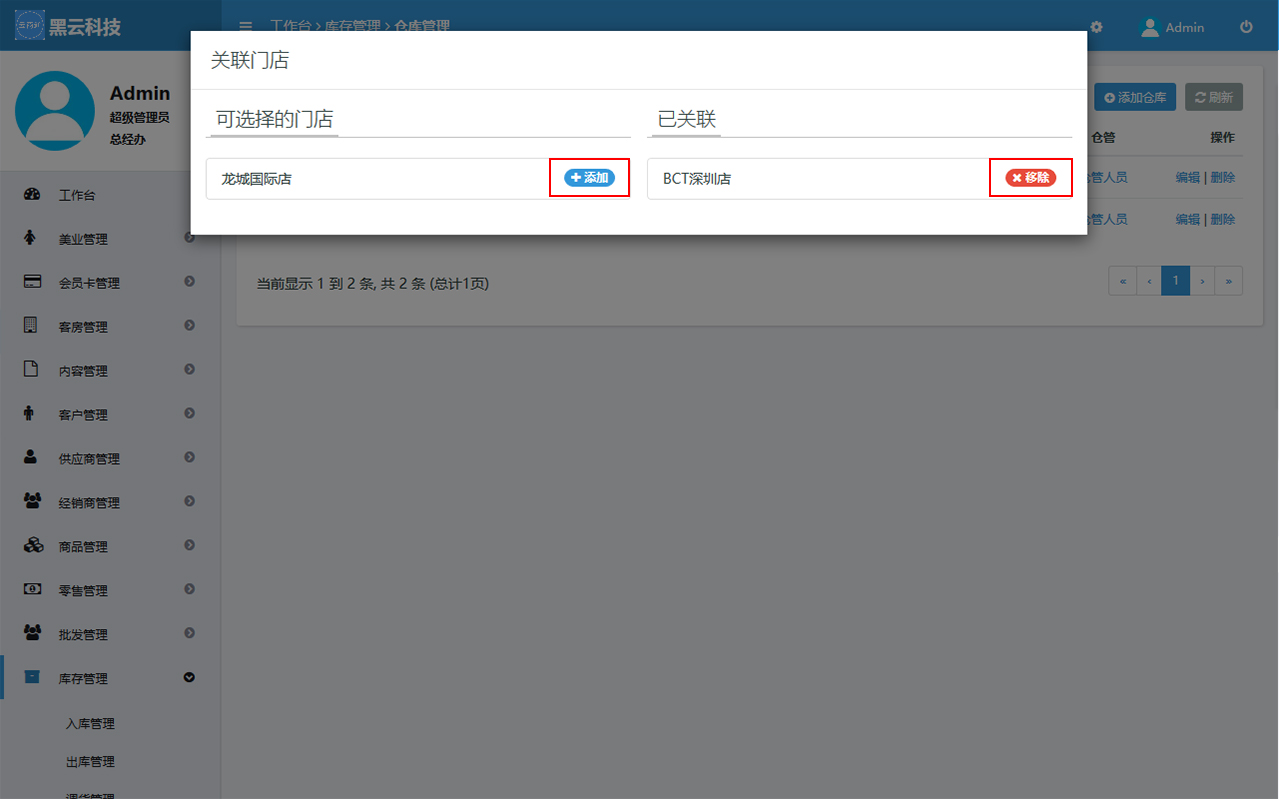 黑云科技
工作台 > 库存管理 > 仓库管理
Admin
Admin
超级管理员
总经办
关联门店
可选择的门店
龙城国际店
添加
已关联
BCT深圳店
移除
添加仓库
刷新
仓管
操作
管人员
编辑 | 删除
管人员
编辑 | 删除
当前显示 1 到 2 条, 共 2 条 (总计1页)
« ‹ 1 › »
工作台
美业管理
会员卡管理
客房管理
内容管理
客户管理
供应商管理
经销商管理
商品管理
零售管理
批发管理
库存管理
入库管理
出库管理
调货管理